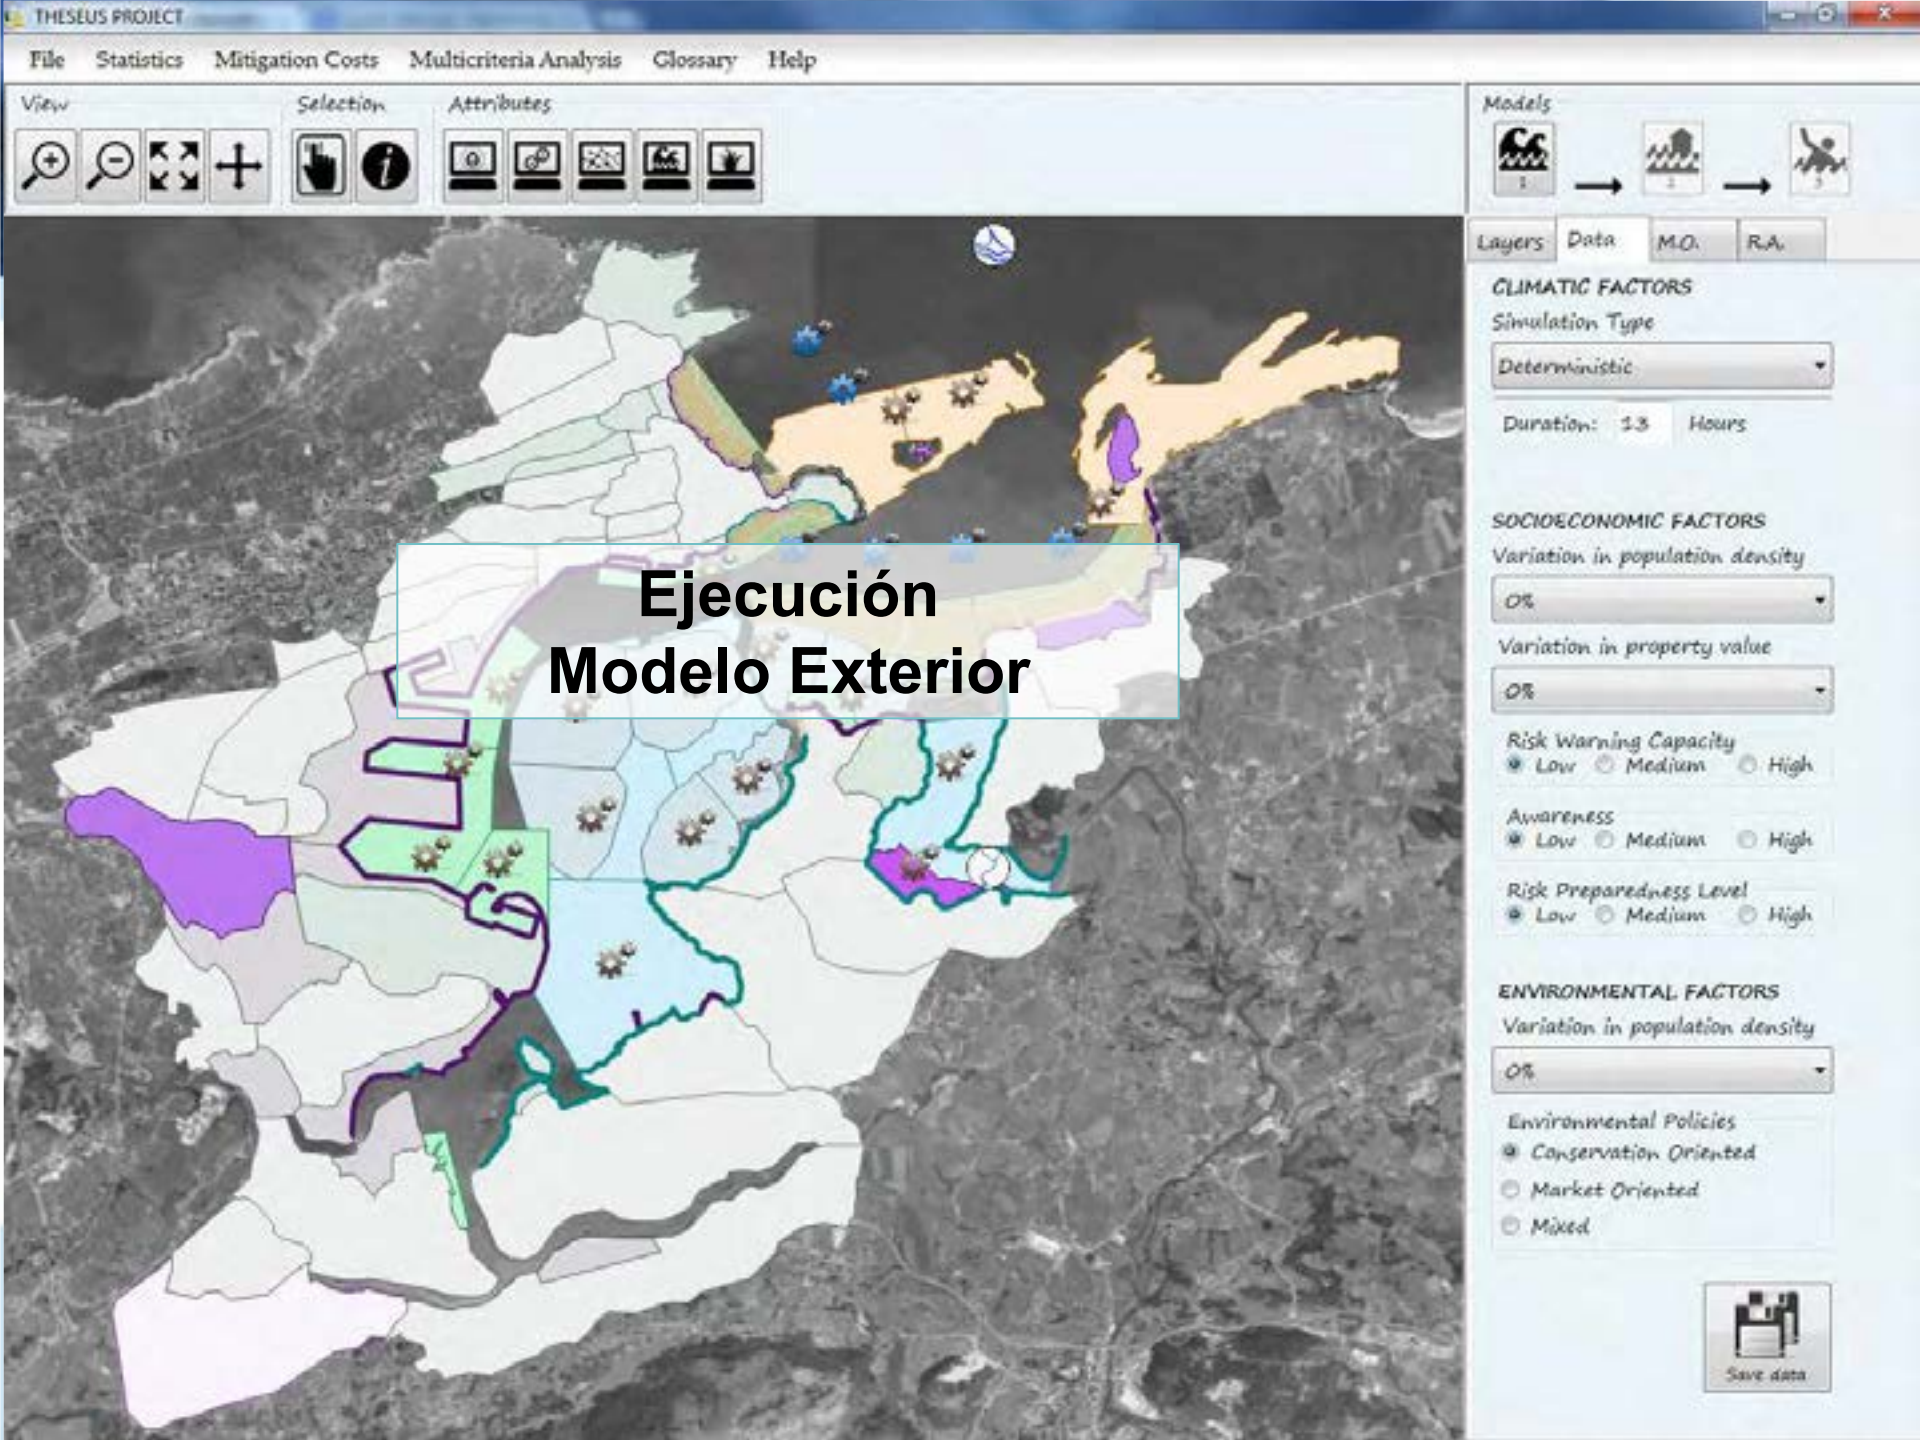 THESEUS PROJECT
File Statistics Mitigation Costs Multicriteria Analysis Glossary Help
View Selection Attributes Models
1 2 3
Layers Data M.O. R.A.
CLIMATIC FACTORS
Simulation Type
Deterministic
Duration: 13 Hours
SOCIOECONOMIC FACTORS
Variation in population density
0%
Variation in property value
0%
Risk Warning Capacity
Low Medium High
Awareness
Low Medium High
Risk Preparedness Level
Low Medium High
ENVIRONMENTAL FACTORS
Variation in population density
0%
Environmental Policies
Conservation Oriented
Market Oriented
Mixed
Save data
Ejecución
Modelo Exterior